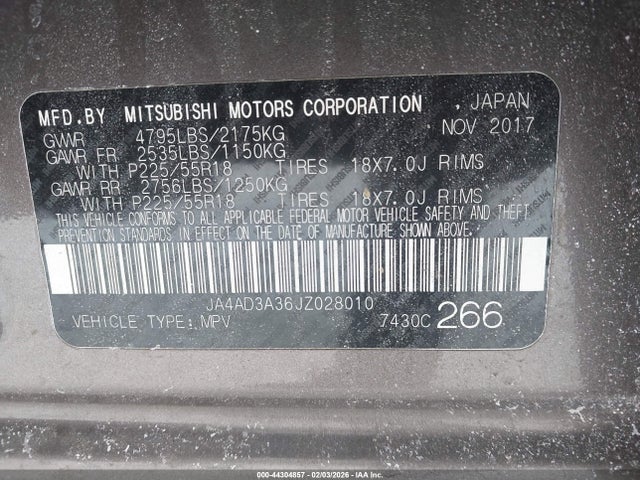 MFD.BY MITSUBISHI MOTORS CORPORATION , JAPAN
GVWR 4795LBS/2175KG NOV 2017
GAWR FR 2535LBS/1150KG
WITH P225/55R18 TIRES 18X7.0J RIMS
GAWR RR 2756LBS/1250KG
WITH P225/55R18 TIRES 18X7.0J RIMS
THIS VEHICLE CONFORMS TO ALL APPLICABLE FEDERAL MOTOR VEHICLE SAFETY AND THEFT
PREVENTION STANDARDS IN EFFECT ON THE DATE OF MANUFACTURE SHOWN ABOVE.
JA4AD3A36JZ028010
VEHICLE TYPE:MPV 7430C 266
000-44304857 - 02/03/2026 - IAAI